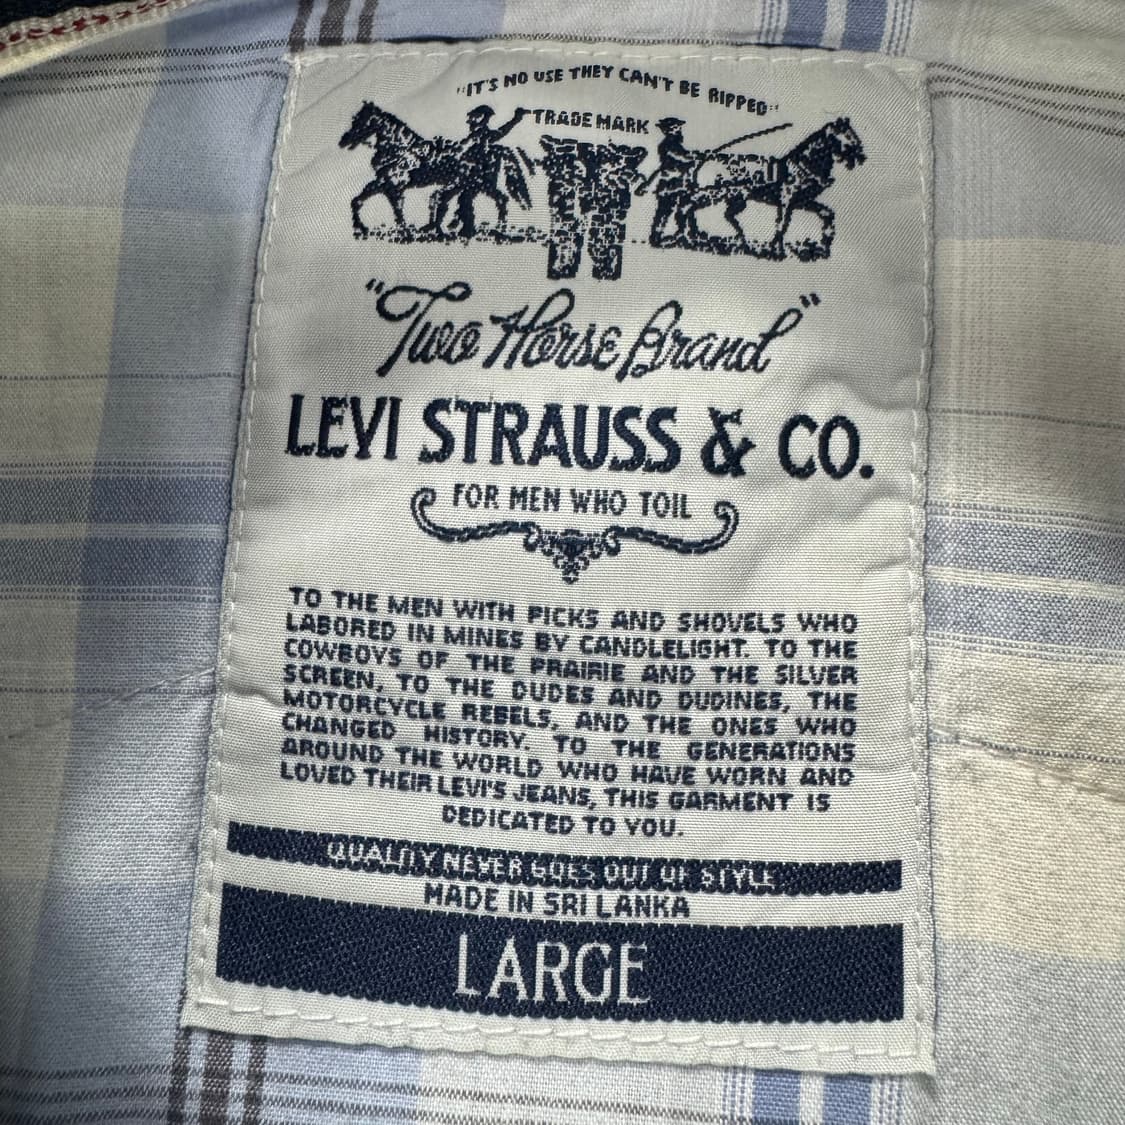 "IT'S NO USE THEY CAN'T BE RIPPED"
TRADE MARK
"Two Horse Brand"
LEVI STRAUSS & CO.
FOR MEN WHO TOIL
TO THE MEN WITH PICKS AND SHOVELS WHO
LABORED IN MINES BY CANDLELIGHT. TO THE
COWBOYS OF THE PRAIRIE AND THE SILVER
SCREEN, TO THE DUDES AND DUDINES, THE
MOTORCYCLE REBELS, AND THE ONES WHO
CHANGED HISTORY. TO THE GENERATIONS
AROUND THE WORLD WHO HAVE WORN AND
LOVED THEIR LEVI'S JEANS, THIS GARMENT IS
DEDICATED TO YOU.
QUALITY NEVER GOES OUT OF STYLE
MADE IN SRI LANKA
LARGE